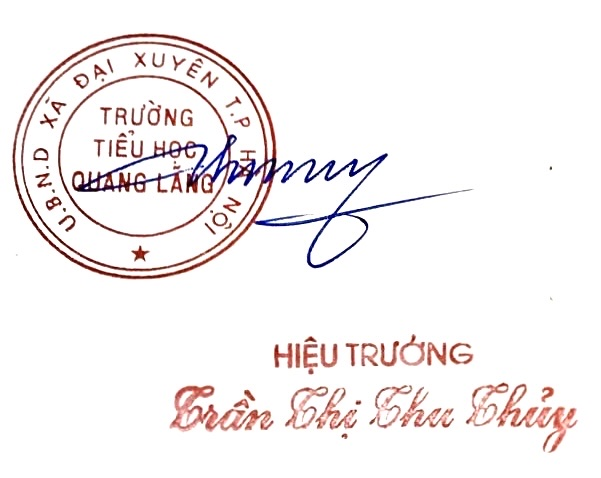 U.B.N.D XÃ ĐẠI XUYÊN T.P HÀ NỘI
TRƯỜNG
TIỂU HỌC
QUANG LÃNG
HIỆU TRƯỞNG
Trần Thị Thu Thủy